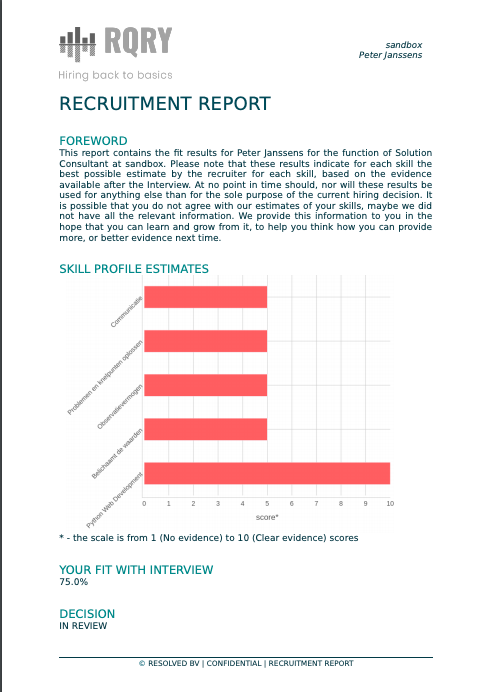 RQRY
Hiring back to basics
sandbox
Peter Janssens
RECRUITMENT REPORT
FOREWORD
This report contains the fit results for Peter Janssens for the function of Solution
Consultant at sandbox. Please note that these results indicate for each skill the
best possible estimate by the recruiter for each skill, based on the evidence
available after the Interview. At no point in time should, nor will these results be
used for anything else than for the sole purpose of the current hiring decision. It
is possible that you do not agree with our estimates of your skills, maybe we did
not have all the relevant information. We provide this information to you in the
hope that you can learn and grow from it, to help you think how you can provide
more, or better evidence next time.
SKILL PROFILE ESTIMATES
Communicatie
Problemen en knelpunten oplossen
Observatievermogen
Belichaamt de waarden
Python Web Development
0 1 2 3 4 5 6 7 8 9 10
score*
* - the scale is from 1 (No evidence) to 10 (Clear evidence) scores
YOUR FIT WITH INTERVIEW
75.0%
DECISION
IN REVIEW
© RESOLVED BV | CONFIDENTIAL | RECRUITMENT REPORT